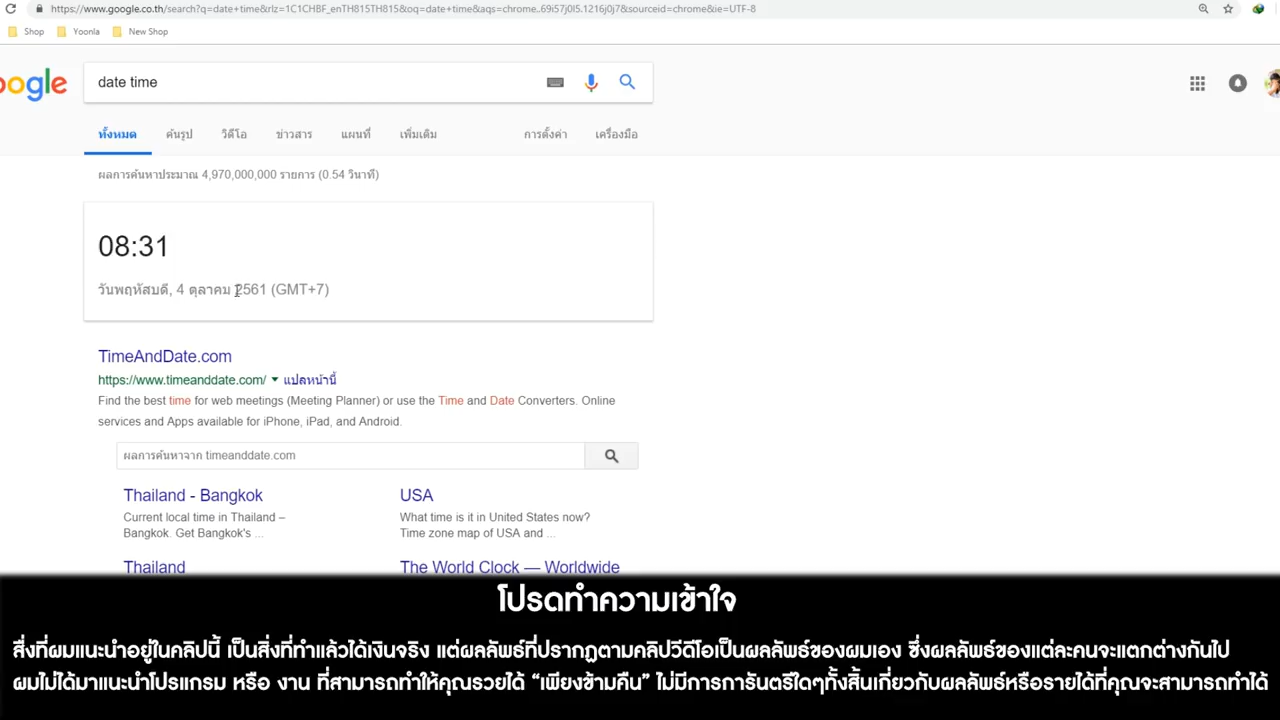 https://www.google.co.th/search?q=date+time&rlz=1C1CHBF_enTH815TH815&oq=date+time&aqs=chrome..69i57j0l5.1216j0j7&sourceid=chrome&ie=UTF-8
Shop Yoonla New Shop
oogle date time
ทั้งหมด ค้นรูป วิดีโอ ข่าวสาร แผนที่ เพิ่มเติม การตั้งค่า เครื่องมือ
ผลการค้นหาประมาณ 4,970,000,000 รายการ (0.54 วินาที)
08:31
วันพฤหัสบดี, 4 ตุลาคม 2561 (GMT+7)
TimeAndDate.com
https://www.timeanddate.com/ แปลหน้านี้
Find the best time for web meetings (Meeting Planner) or use the Time and Date Converters. Online
services and Apps available for iPhone, iPad, and Android.
ผลการค้นหาจาก timeanddate.com
Thailand - Bangkok
Current local time in Thailand –
Bangkok. Get Bangkok's ...
USA
What time is it in United States now?
Time zone map of USA and ...
Thailand
The World Clock — Worldwide
โปรดทำความเข้าใจ
สิ่งที่ผมแนะนำอยู่ในคลิปนี้ เป็นสิ่งที่ทำแล้วได้เงินจริง แต่ผลลัพธ์ที่ปรากฏตามคลิปวีดีโอเป็นผลลัพธ์ของผมเอง ซึ่งผลลัพธ์ของแต่ละคนจะแตกต่างกันไป
ผมไม่ได้มาแนะนำโปรแกรม หรือ งาน ที่สามารถทำให้คุณรวยได้ “เพียงข้ามคืน” ไม่มีการการันตรีใดๆทั้งสิ้นเกี่ยวกับผลลัพธ์หรือรายได้ที่คุณจะสามารถทำได้